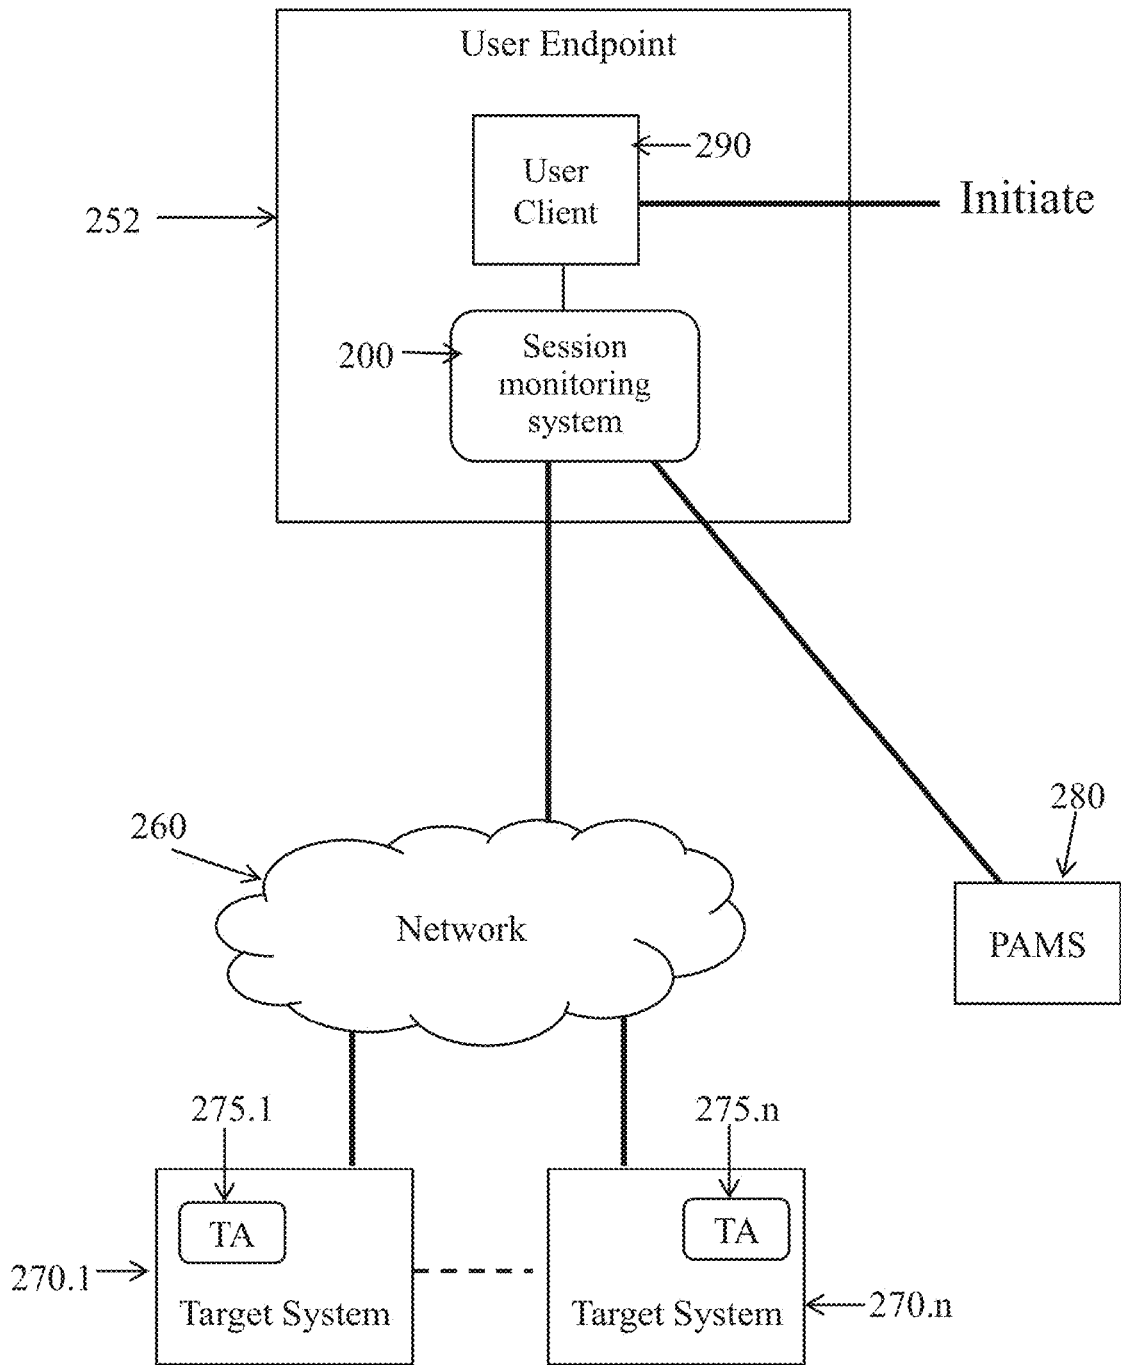 User Endpoint
290
User
Client
Initiate
252
200
Session
monitoring
system
260
280
Network
PAMS
275.1
275.n
TA
TA
270.1
Target System
Target System
270.n